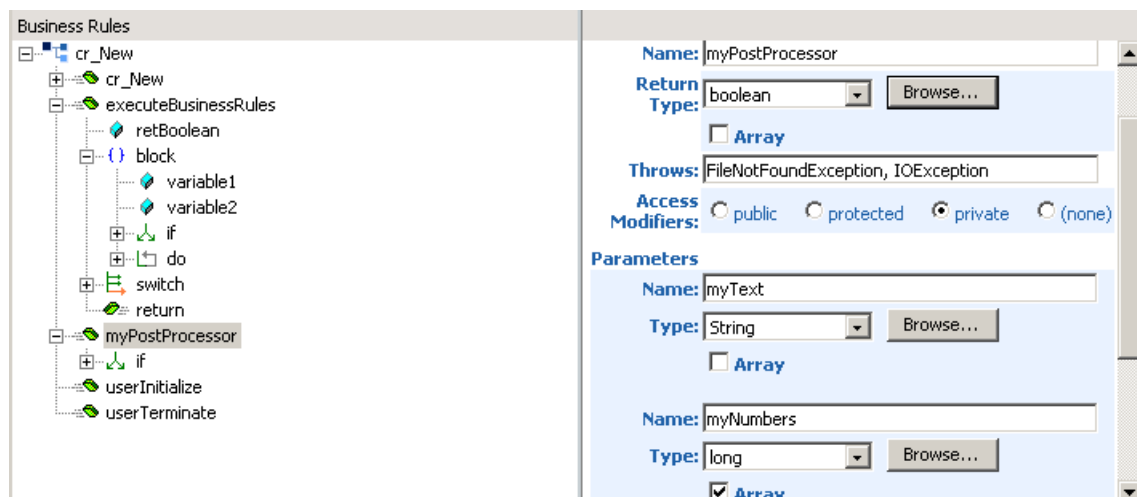 Business Rules
cr_New
cr_New
executeBusinessRules
retBoolean
{} block
variable1
variable2
if
do
switch
return
myPostProcessor
if
userInitialize
userTerminate
Name: myPostProcessor
Return Type: boolean Browse...
Array
Throws: FileNotFoundException, IOException
Access Modifiers: public protected private (none)
Parameters
Name: myText
Type: String Browse...
Array
Name: myNumbers
Type: long Browse...
Array